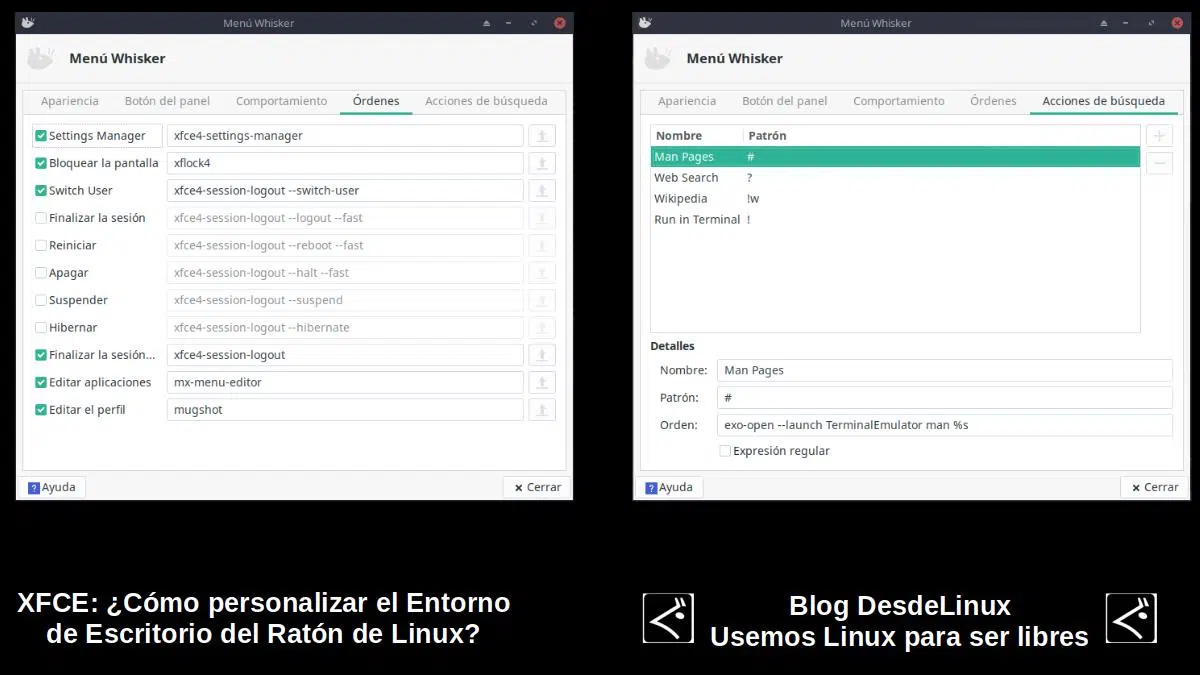 Menú Whisker
Menú Whisker
Apariencia Botón del panel Comportamiento Órdenes Acciones de búsqueda
Settings Manager xfce4-settings-manager
Bloquear la pantalla xflock4
Switch User xfce4-session-logout --switch-user
Finalizar la sesión xfce4-session-logout --logout --fast
Reiniciar xfce4-session-logout --reboot --fast
Apagar xfce4-session-logout --halt --fast
Suspender xfce4-session-logout --suspend
Hibernar xfce4-session-logout --hibernate
Finalizar la sesión... xfce4-session-logout
Editar aplicaciones mx-menu-editor
Editar el perfil mugshot
? Ayuda Cerrar
Menú Whisker
Menú Whisker
Apariencia Botón del panel Comportamiento Órdenes Acciones de búsqueda
Nombre Patrón
Man Pages #
Web Search ?
Wikipedia !w
Run in Terminal !
Detalles
Nombre: Man Pages
Patrón: #
Orden: exo-open --launch TerminalEmulator man %s
Expresión regular
? Ayuda Cerrar
XFCE: ¿Cómo personalizar el Entorno
de Escritorio del Ratón de Linux?
Blog DesdeLinux
Usemos Linux para ser libres